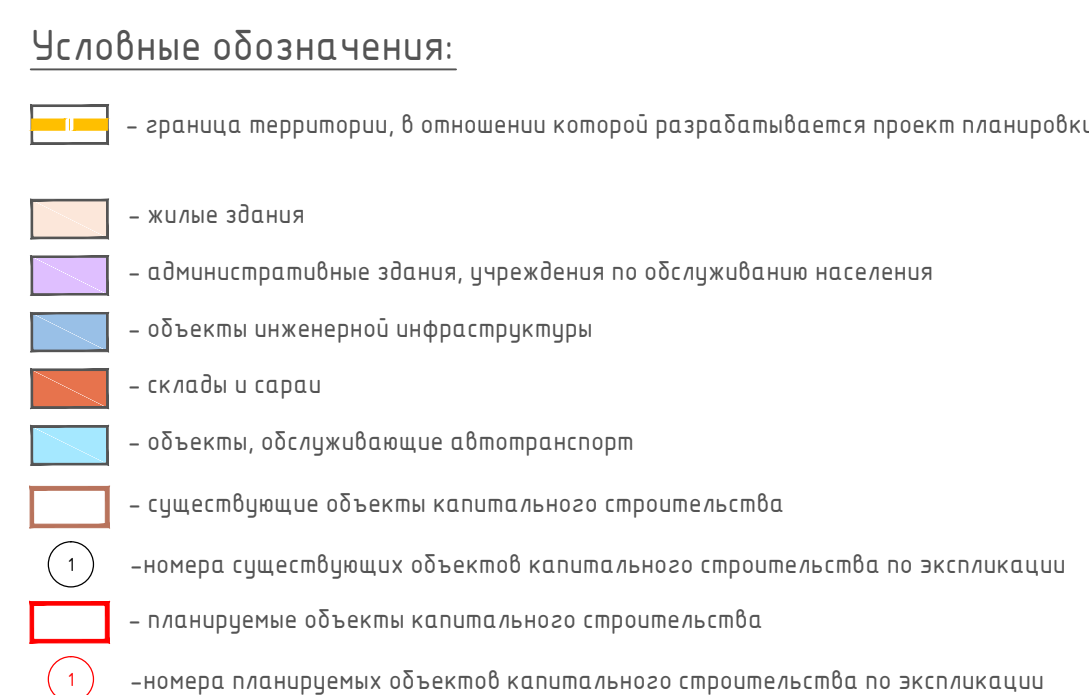 Условные обозначения:
- граница территории, в отношении которой разрабатывается проект планировки
- жилые здания
- административные здания, учреждения по обслуживанию населения
- объекты инженерной инфраструктуры
- склады и сараи
- объекты, обслуживающие автотранспорт
- существующие объекты капитального строительства
1 -номера существующих объектов капитального строительства по экспликации
- планируемые объекты капитального строительства
1 -номера планируемых объектов капитального строительства по экспликации